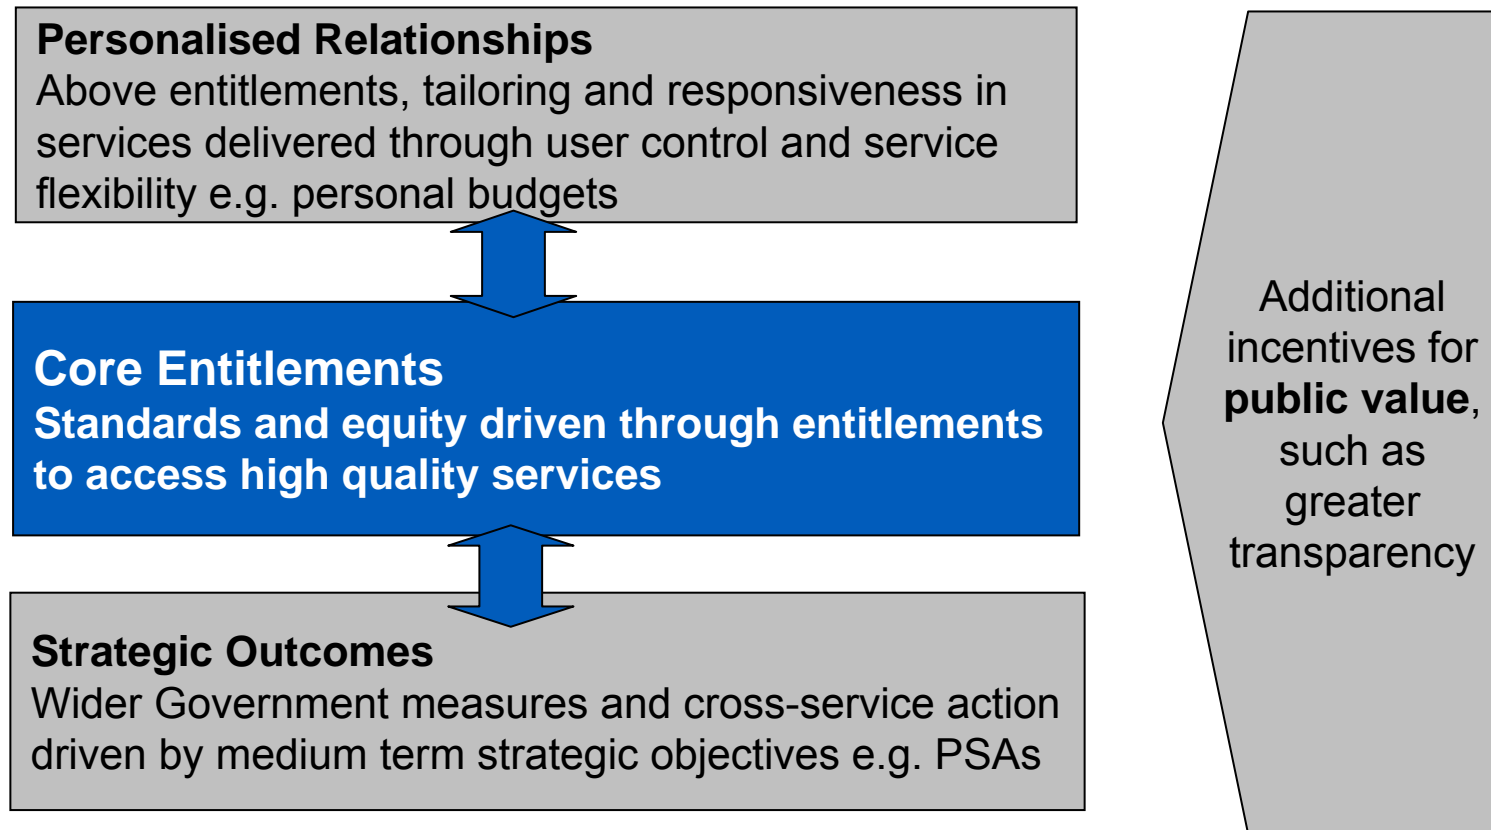 Personalised Relationships
Above entitlements, tailoring and responsiveness in
services delivered through user control and service
flexibility e.g. personal budgets
Core Entitlements
Standards and equity driven through entitlements
to access high quality services
Strategic Outcomes
Wider Government measures and cross-service action
driven by medium term strategic objectives e.g. PSAs
Additional
incentives for
public value,
such as
greater
transparency